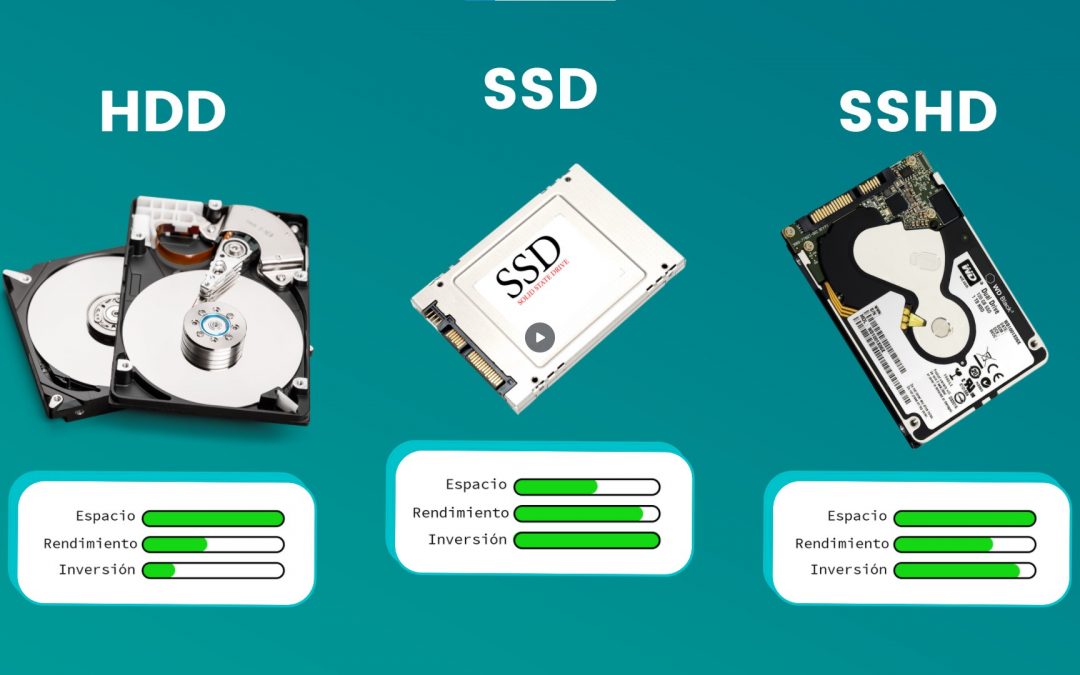 HDD
SSD
SSHD
SSD
SOLID STATE DRIVE
WD
WD Black
Dual Drive
Espacio
Rendimiento
Inversión
Espacio
Rendimiento
Inversión
Espacio
Rendimiento
Inversión